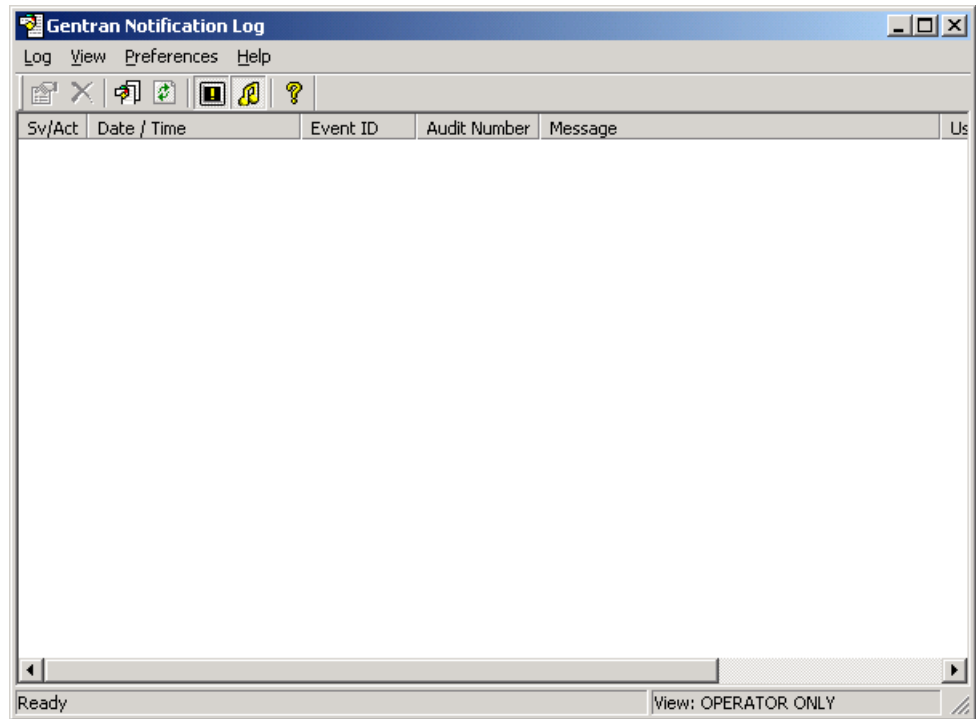 Gentran Notification Log
Log View Preferences Help
Sv/Act Date / Time Event ID Audit Number Message Us
Ready View: OPERATOR ONLY